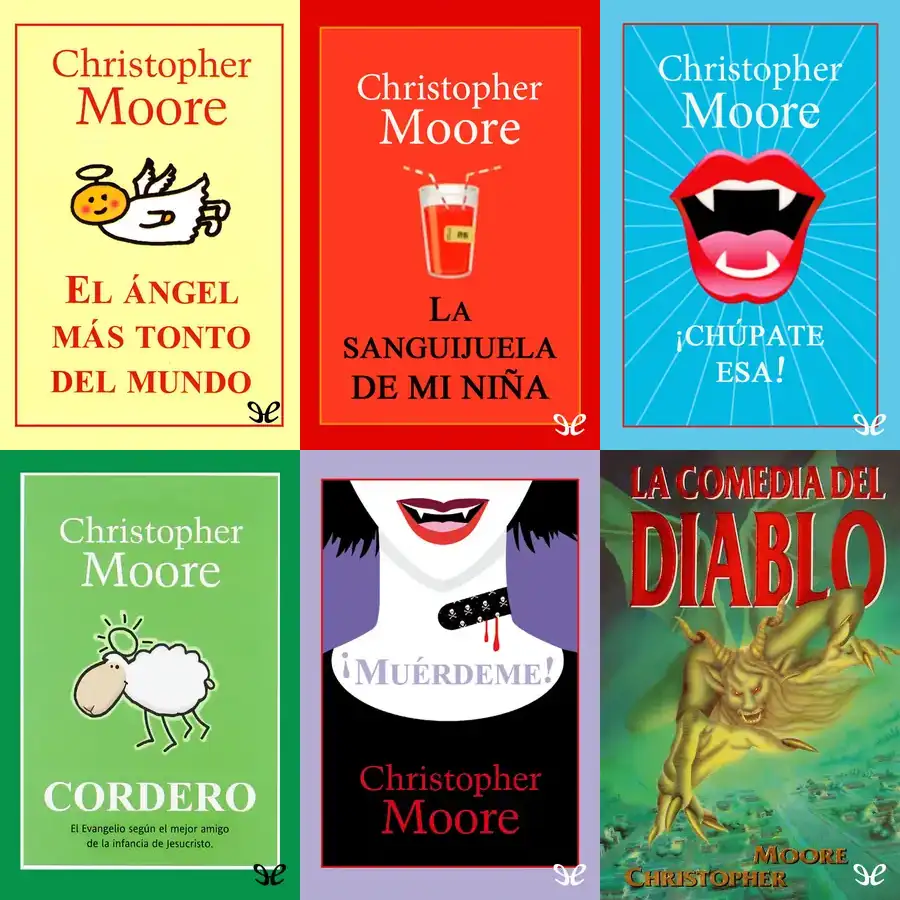 Christopher
Moore
EL ÁNGEL
MÁS TONTO
DEL MUNDO
Christopher
Moore
LA
SANGUIJUELA
DE MI NIÑA
Christopher
Moore
¡CHÚPATE
ESA!
Christopher
Moore
CORDERO
El Evangelio según el mejor amigo
de la infancia de Jesucristo.
¡MUÉRDEME!
Christopher
Moore
LA COMEDIA DEL
DIABLO
MOORE
CHRISTOPHER